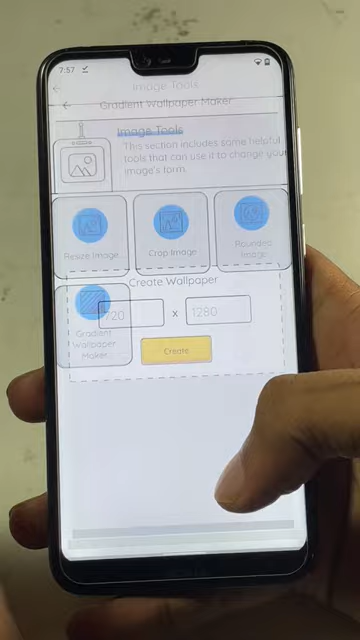 7:57
Image Tools
Gradient Wallpaper Maker
Image Tools
This section includes some helpful
tools that can use it to change your
image's form.
Resize Image
Crop Image
Rounded
Image
Create Wallpaper
720 x 1280
Gradient
Wallpaper
Maker
Create